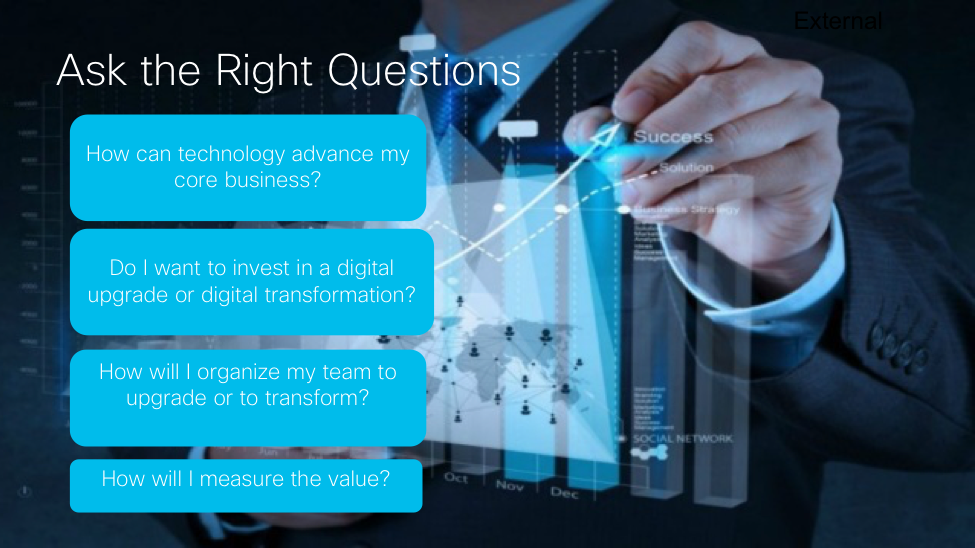 External
Ask the Right Questions
How can technology advance my
core business?
Do I want to invest in a digital
upgrade or digital transformation?
How will I organize my team to
upgrade or to transform?
How will I measure the value?
Success
Solution
Business Strategy
SOCIAL NETWORK
Jun
Oct
Nov
Dec